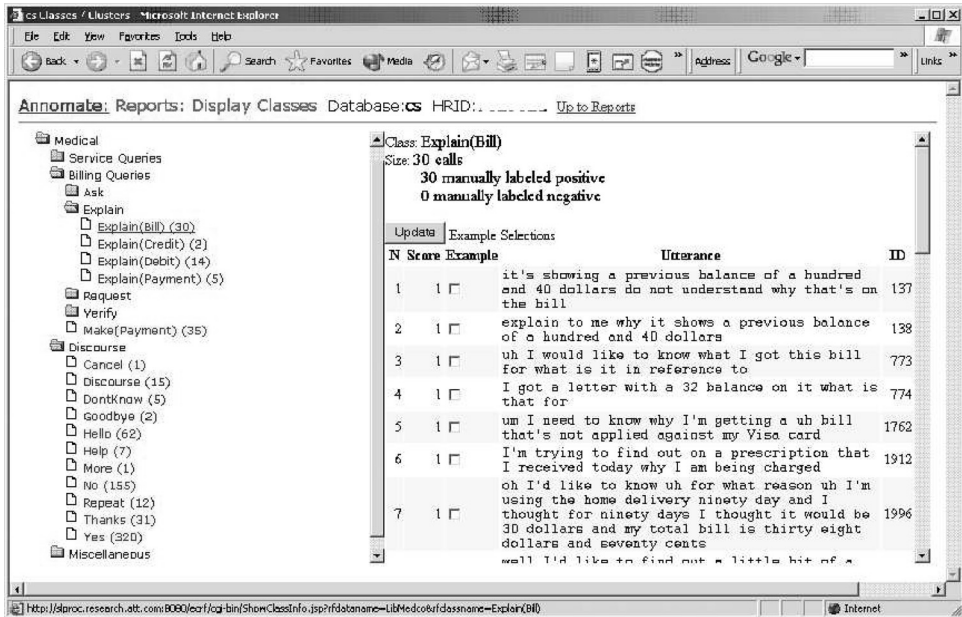 cs Classes / Clusters - Microsoft Internet Explorer
File Edit View Favorites Tools Help
Back Search Favorites Media Address Google Links
Annomate: Reports: Display Classes Database:cs HRID: Up to Reports
Medical
Service Queries
Billing Queries
Ask
Explain
Explain(Bill) (30)
Explain(Credit) (2)
Explain(Debit) (14)
Explain(Payment) (5)
Request
Verify
Make(Payment) (35)
Discourse
Cancel (1)
Discourse (15)
DontKnow (5)
Goodbye (2)
Hello (62)
Help (7)
More (1)
No (155)
Repeat (12)
Thanks (31)
Yes (320)
Miscellaneous
Class: Explain(Bill)
Size: 30 calls
30 manually labeled positive
0 manually labeled negative
Update Example Selections
N Score Example Utterance ID
1 1 it's showing a previous balance of a hundred
and 40 dollars do not understand why that's on 137
the bill
2 1 explain to me why it shows a previous balance 138
of a hundred and 40 dollars
3 1 uh I would like to know what I got this bill 773
for what is it in reference to
4 1 I got a letter with a 32 balance on it what is 774
that for
5 1 um I need to know why I'm getting a uh bill 1762
that's not applied against my Visa card
6 1 I'm trying to find out on a prescription that 1912
I received today why I am being charged
oh I'd like to know uh for what reason uh I'm
using the home delivery ninety day and I
7 1 thought for ninety days I thought it would be 1996
30 dollars and my total bill is thirty eight
dollars and seventy cents
well I'd like to find out a little bit of a
http://slproc.research.att.com:8080/ecrf/cgi-bin/ShowClassInfo.jsp?rfdataname=LibMedco&rfclassname=Explain(Bill) Internet